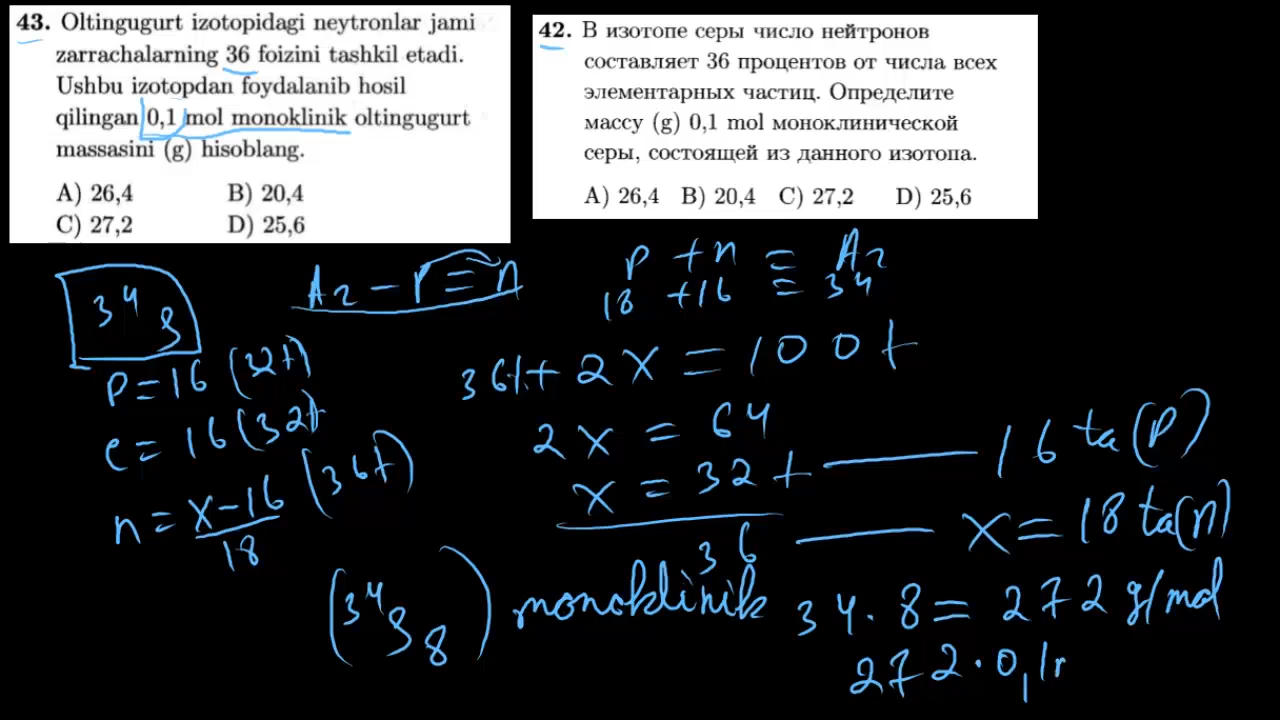 43. Oltingugurt izotopidagi neytronlar jami
zarrachalarning 36 foizini tashkil etadi.
Ushbu izotopdan foydalanib hosil
qilingan 0,1 mol monoklinik oltingugurt
massasini (g) hisoblang.
A) 26,4 B) 20,4
C) 27,2 D) 25,6
42. В изотопе серы число нейтронов
составляет 36 процентов от числа всех
элементарных частиц. Определите
массу (g) 0,1 mol моноклинической
серы, состоящей из данного изотопа.
A) 26,4 B) 20,4 C) 27,2 D) 25,6
34 S
Ar - P = n
P + n = Ar
18 + 16 = 34
P = 16 (32%)
e = 16 (32%)
n = x - 16 (36%)
18
36% + 2x = 100%
2x = 64
x = 32% — 16 ta (P)
36 — x = 18 ta (n)
(34 S 8) monoklinik 34 · 8 = 272 g/mol
272 · 0,1